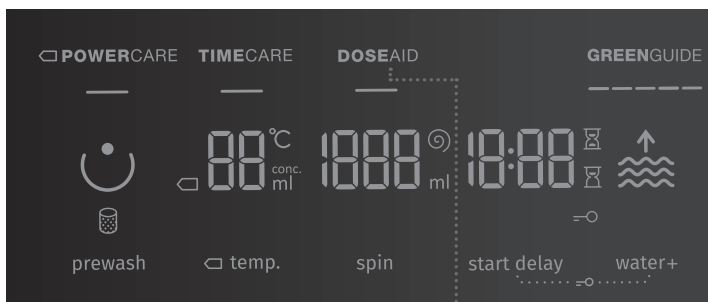 POWERCARE TIMECARE DOSEAID GREENGUIDE
88 °C conc. ml 1888 ml 18:88
prewash temp. spin start delay water+